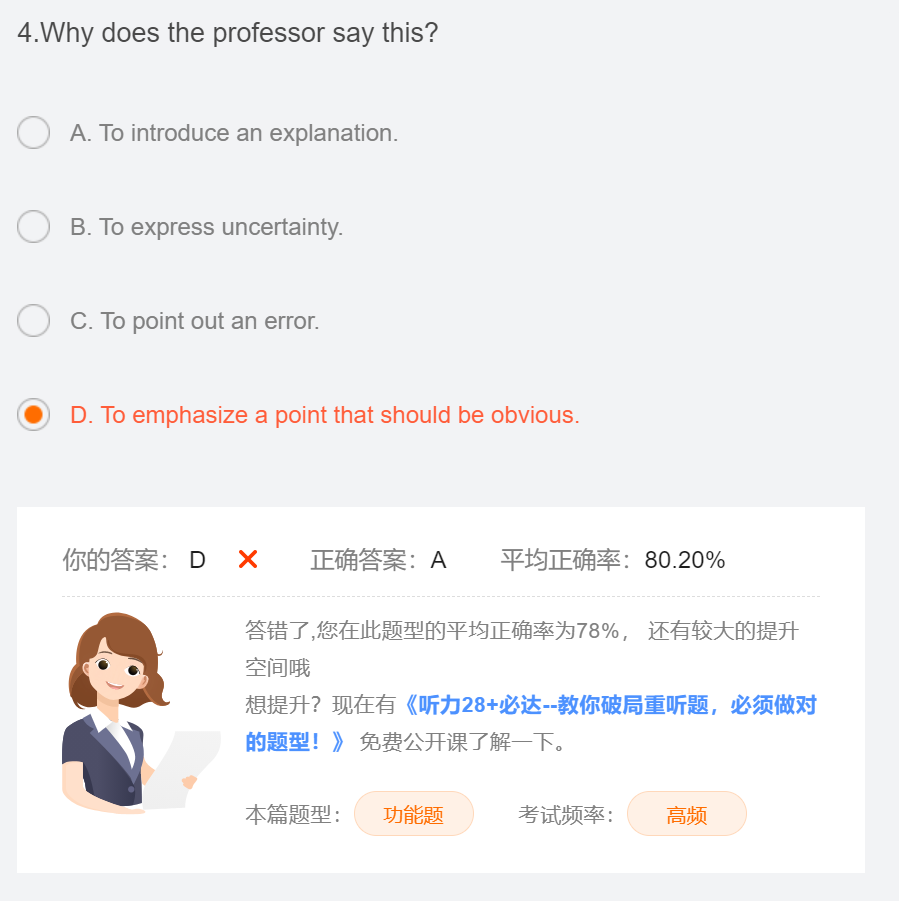 4.Why does the professor say this?
A. To introduce an explanation.
B. To express uncertainty.
C. To point out an error.
D. To emphasize a point that should be obvious.
你的答案： D 正确答案： A 平均正确率： 80.20%
答错了,您在此题型的平均正确率为78%， 还有较大的提升
空间哦
想提升？现在有《听力28+必达--教你破局重听题，必须做对
的题型！》 免费公开课了解一下。
本篇题型： 功能题 考试频率： 高频